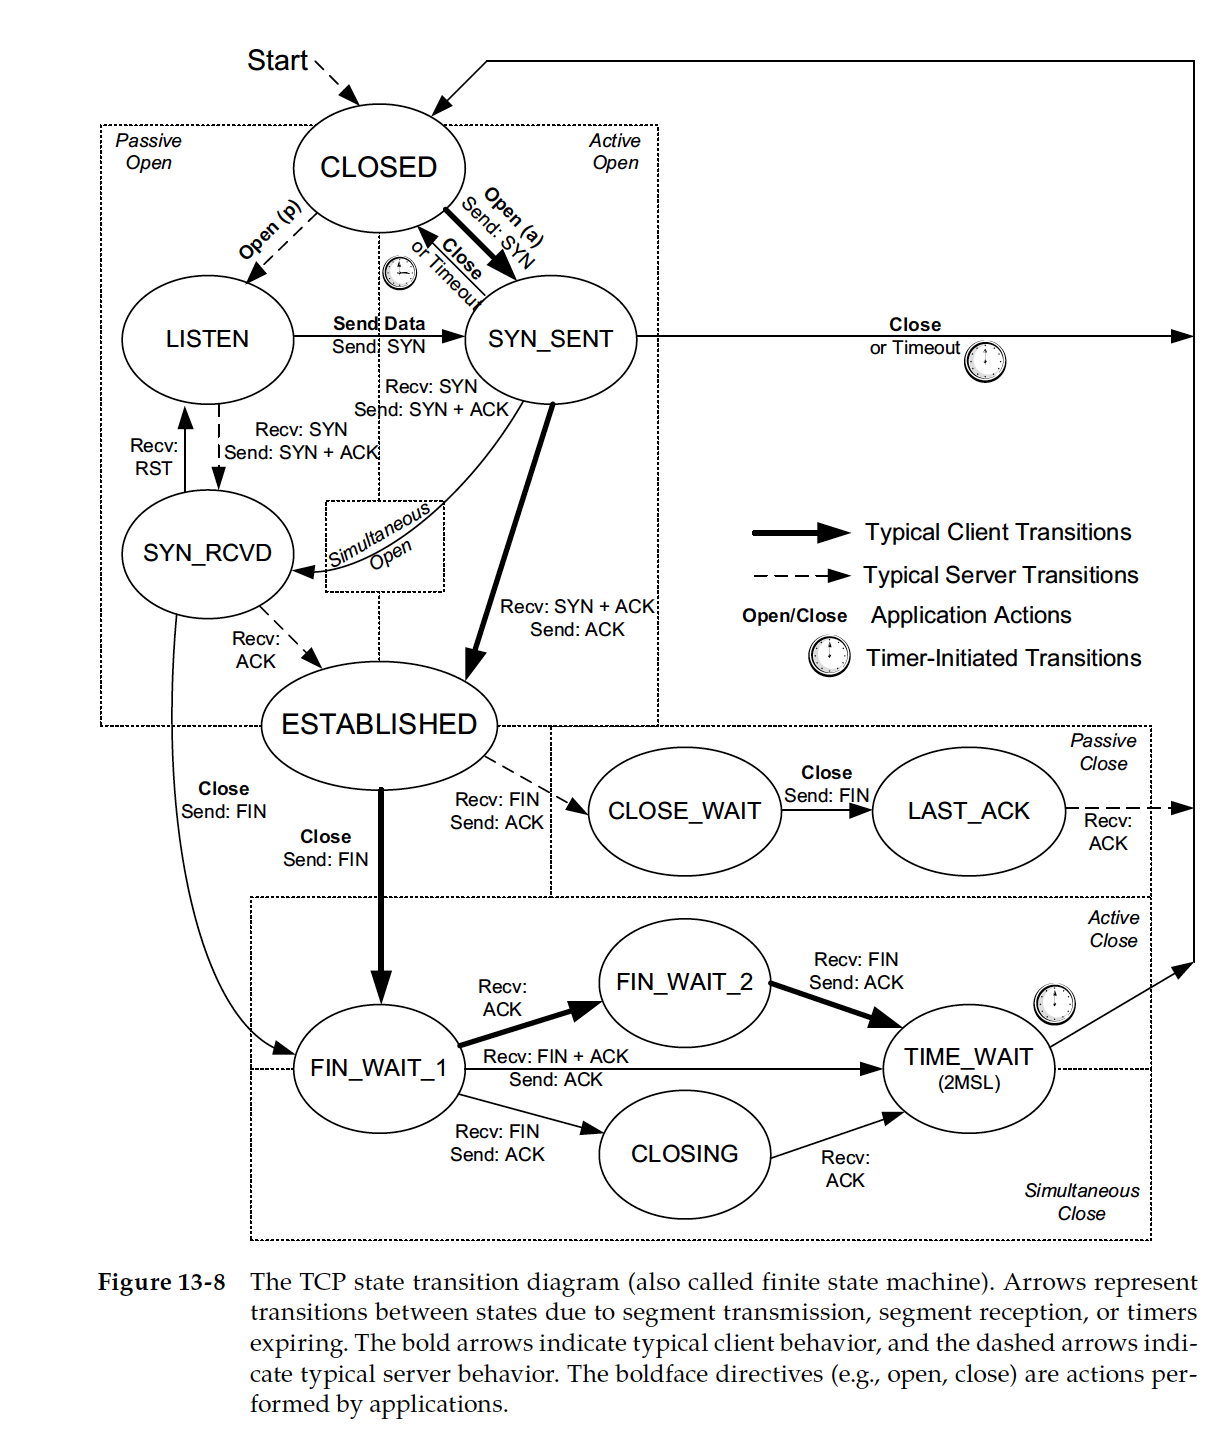 Start
Passive
Open
Active
Open
CLOSED
Open (p)
Open (a)
Send: SYN
Close
or Timeout
LISTEN
Send Data
Send: SYN
SYN_SENT
Close
or Timeout
Recv: SYN
Send: SYN + ACK
Recv:
RST
Recv: SYN
Send: SYN + ACK
Simultaneous
Open
SYN_RCVD
Typical Client Transitions
Typical Server Transitions
Open/Close Application Actions
Timer-Initiated Transitions
Recv: SYN + ACK
Send: ACK
Recv:
ACK
ESTABLISHED
Passive
Close
Close
Send: FIN
Close
Send: FIN
Recv: FIN
Send: ACK
CLOSE_WAIT
Close
Send: FIN
LAST_ACK
Recv:
ACK
Active
Close
FIN_WAIT_2
Recv: FIN
Send: ACK
Recv:
ACK
FIN_WAIT_1
Recv: FIN + ACK
Send: ACK
TIME_WAIT
(2MSL)
Recv: FIN
Send: ACK
CLOSING
Recv:
ACK
Simultaneous
Close
Figure 13-8 The TCP state transition diagram (also called finite state machine). Arrows represent
transitions between states due to segment transmission, segment reception, or timers
expiring. The bold arrows indicate typical client behavior, and the dashed arrows indi-
cate typical server behavior. The boldface directives (e.g., open, close) are actions per-
formed by applications.